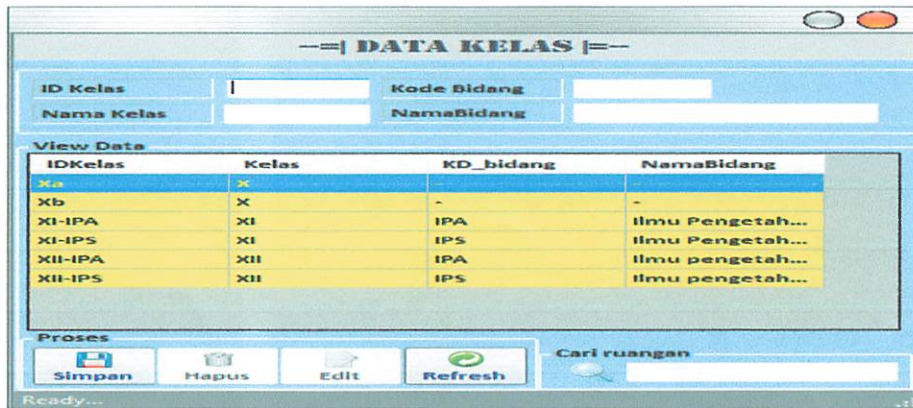 --=| DATA KELAS |=--
ID Kelas Kode Bidang
Nama Kelas NamaBidang
View Data
IDKelas Kelas KD_bidang NamaBidang
Xa X - -
Xb X - -
XI-IPA XI IPA Ilmu Pengetah...
XI-IPS XI IPS Ilmu Pengetah...
XII-IPA XII IPA Ilmu pengetah...
XII-IPS XII IPS Ilmu pengetah...
Proses
Cari ruangan
Simpan Hapus Edit Refresh
Ready...